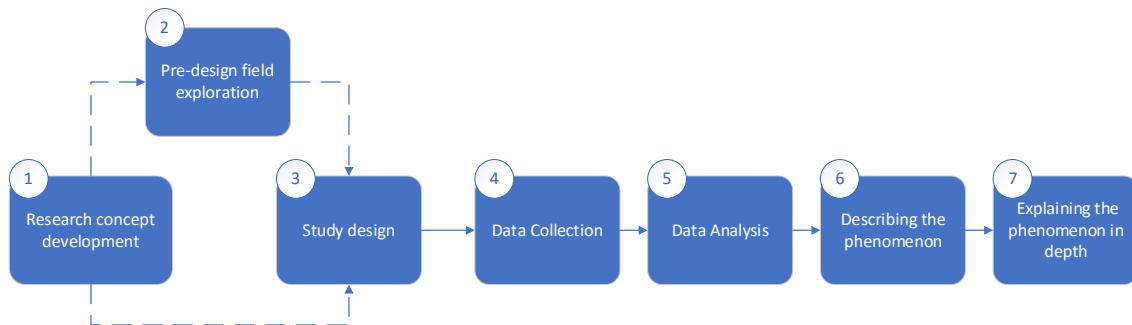 1
Research concept
development
2
Pre-design field
exploration
3
Study design
4
Data Collection
5
Data Analysis
6
Describing the
phenomenon
7
Explaining the
phenomenon in
depth